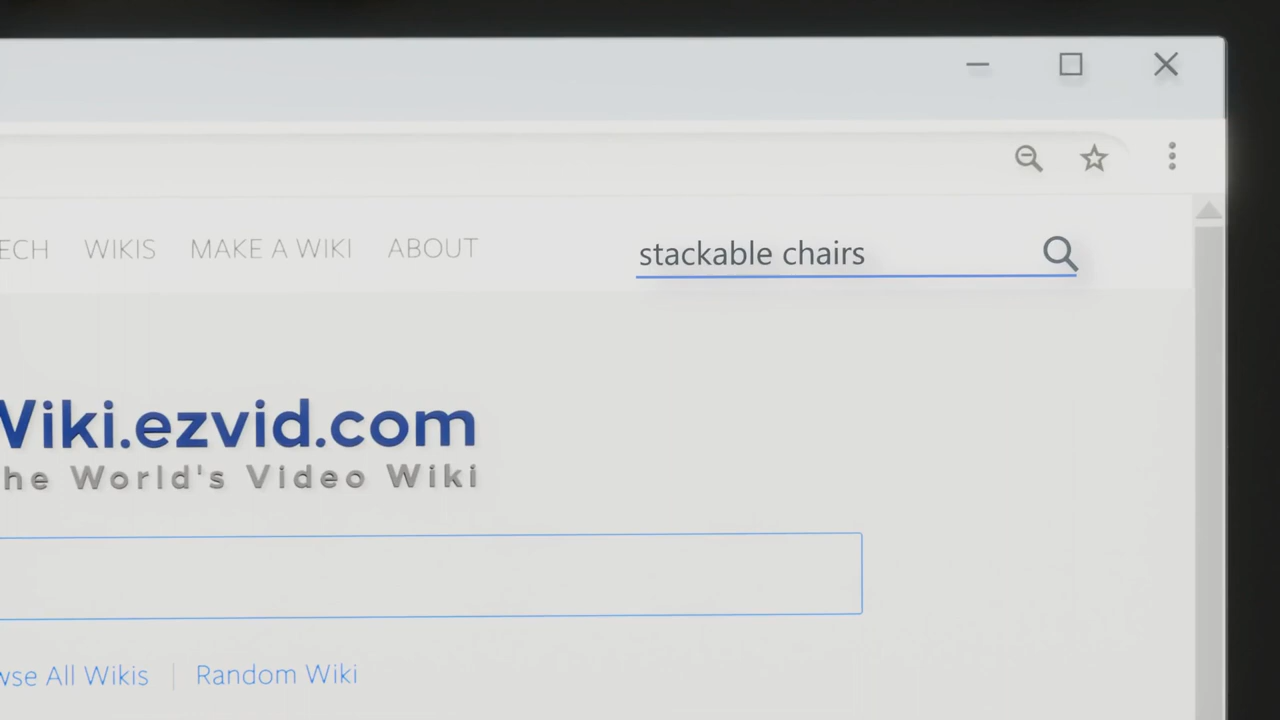 ECH WIKIS MAKE A WIKI ABOUT
stackable chairs
Wiki.ezvid.com
he World's Video Wiki
wse All Wikis | Random Wiki